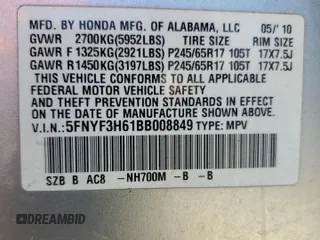 MFD. BY HONDA MFG. OF ALABAMA, LLC 05/'10
GVWR 2700KG(5952LBS) TIRE SIZE RIM SIZE
GAWR F 1325KG(2921LBS) P245/65R17 105T 17X7.5J
GAWR R 1450KG(3197LBS) P245/65R17 105T 17X7.5J
THIS VEHICLE CONFORMS TO ALL APPLICABLE
FEDERAL MOTOR VEHICLE SAFETY STANDARDS
IN EFFECT ON THE DATE OF MANUFACTURE
SHOWN ABOVE.
V.I.N.: 5FNYF3H61BB008849 TYPE: MPV
SZB B AC8 -NH700M -B -B
DREAMBID